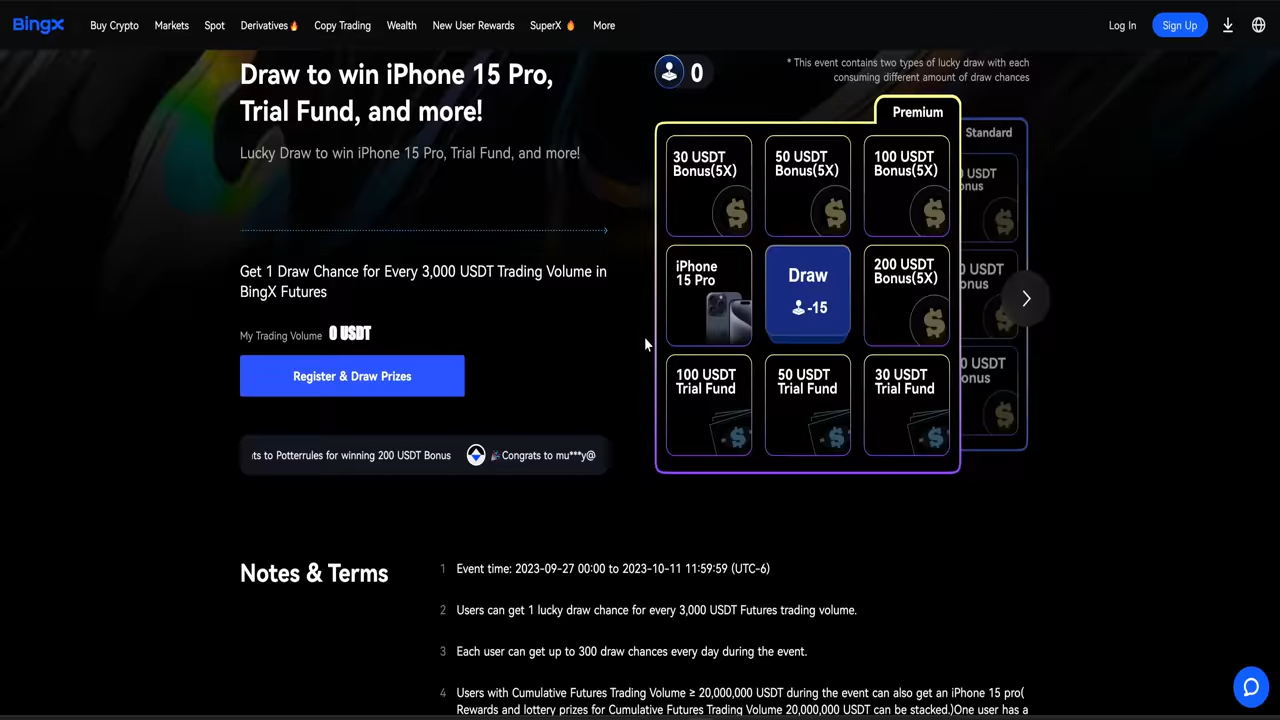 BingX
Buy Crypto Markets Spot Derivatives Copy Trading Wealth New User Rewards SuperX More Log In Sign Up
Draw to win iPhone 15 Pro,
Trial Fund, and more!
Lucky Draw to win iPhone 15 Pro, Trial Fund, and more!
Get 1 Draw Chance for Every 3,000 USDT Trading Volume in
BingX Futures
My Trading Volume 0 USDT
Register & Draw Prizes
ts to Potterrules for winning 200 USDT Bonus Congrats to mu***y@
0
* This event contains two types of lucky draw with each
consuming different amount of draw chances
Premium
Standard
30 USDT
Bonus(5X)
50 USDT
Bonus(5X)
100 USDT
Bonus(5X)
iPhone
15 Pro
Draw
-15
200 USDT
Bonus(5X)
100 USDT
Trial Fund
50 USDT
Trial Fund
30 USDT
Trial Fund
0 USDT
onus
0 USDT
onus
0 USDT
onus
Notes & Terms
1 Event time: 2023-09-27 00:00 to 2023-10-11 11:59:59 (UTC-6)
2 Users can get 1 lucky draw chance for every 3,000 USDT Futures trading volume.
3 Each user can get up to 300 draw chances every day during the event.
4 Users with Cumulative Futures Trading Volume ≥ 20,000,000 USDT during the event can also get an iPhone 15 pro(
Rewards and lottery prizes for Cumulative Futures Trading Volume 20,000,000 USDT can be stacked.)One user has a